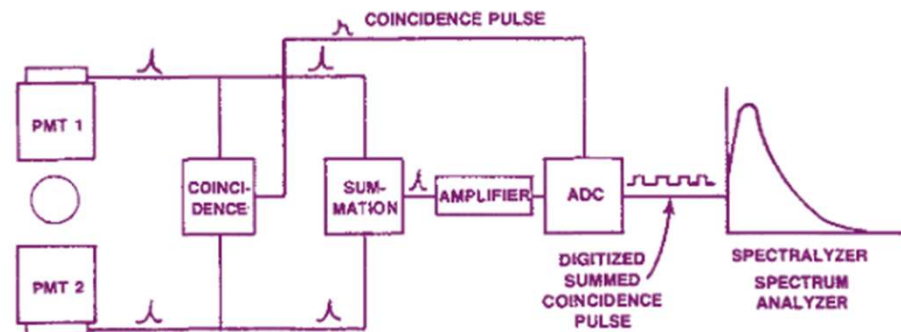 COINCIDENCE PULSE
PMT 1
COINCI-
DENCE
SUM-
MATION
AMPLIFIER
ADC
PMT 2
DIGITIZED
SUMMED
COINCIDENCE
PULSE
SPECTRALYZER
SPECTRUM
ANALYZER